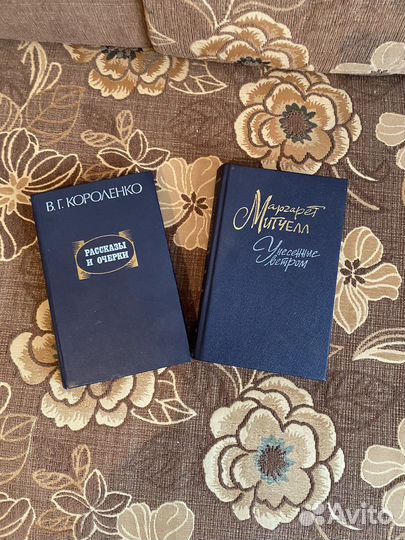 В. Г. КОРОЛЕНКО
РАССКАЗЫ
И ОЧЕРКИ
Маргарет
Митчелл
Унесенные
ветром
Avito